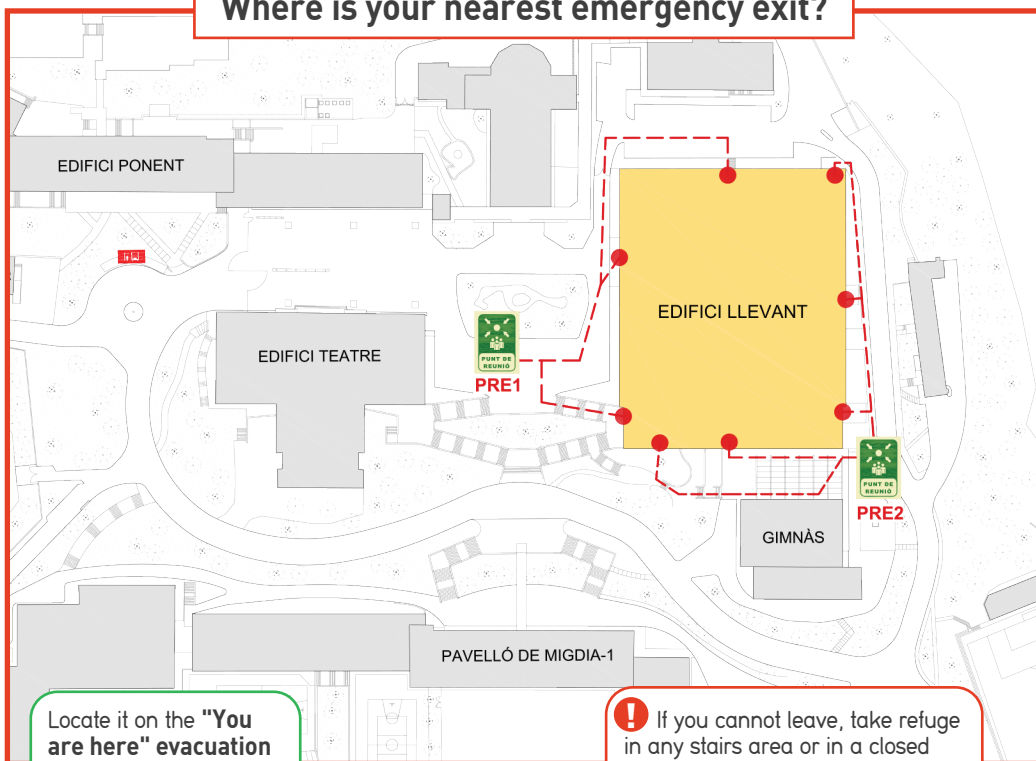 Where is your nearest emergency exit?
EDIFICI PONENT
EDIFICI LLEVANT
EDIFICI TEATRE
PUNT DE
REUNIÓ
PRE1
PUNT DE
REUNIÓ
PRE2
GIMNÀS
PAVELLÓ DE MIGDIA-1
Locate it on the "You
are here" evacuation
! If you cannot leave, take refuge
in any stairs area or in a closed